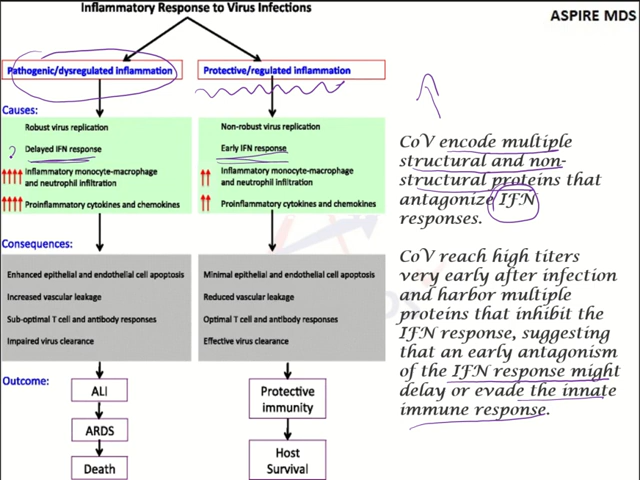 Inflammatory Response to Virus Infections
ASPIRE MDS
Pathogenic/dysregulated inflammation
Protective/regulated inflammation
Causes:
Robust virus replication
Delayed IFN response
Inflammatory monocyte-macrophage
and neutrophil infiltration
Proinflammatory cytokines and chemokines
Non-robust virus replication
Early IFN response
Inflammatory monocyte-macrophage
and neutrophil infiltration
Proinflammatory cytokines and chemokines
Consequences:
Enhanced epithelial and endothelial cell apoptosis
Increased vascular leakage
Sub-optimal T cell and antibody responses
Impaired virus clearance
Minimal epithelial and endothelial cell apoptosis
Reduced vascular leakage
Optimal T cell and antibody responses
Effective virus clearance
Outcome:
ALI
ARDS
Death
Protective
immunity
Host
Survival
CoV encode multiple
structural and non-
structural proteins that
antagonize IFN
responses.
CoV reach high titers
very early after infection
and harbor multiple
proteins that inhibit the
IFN response, suggesting
that an early antagonism
of the IFN response might
delay or evade the innate
immune response.